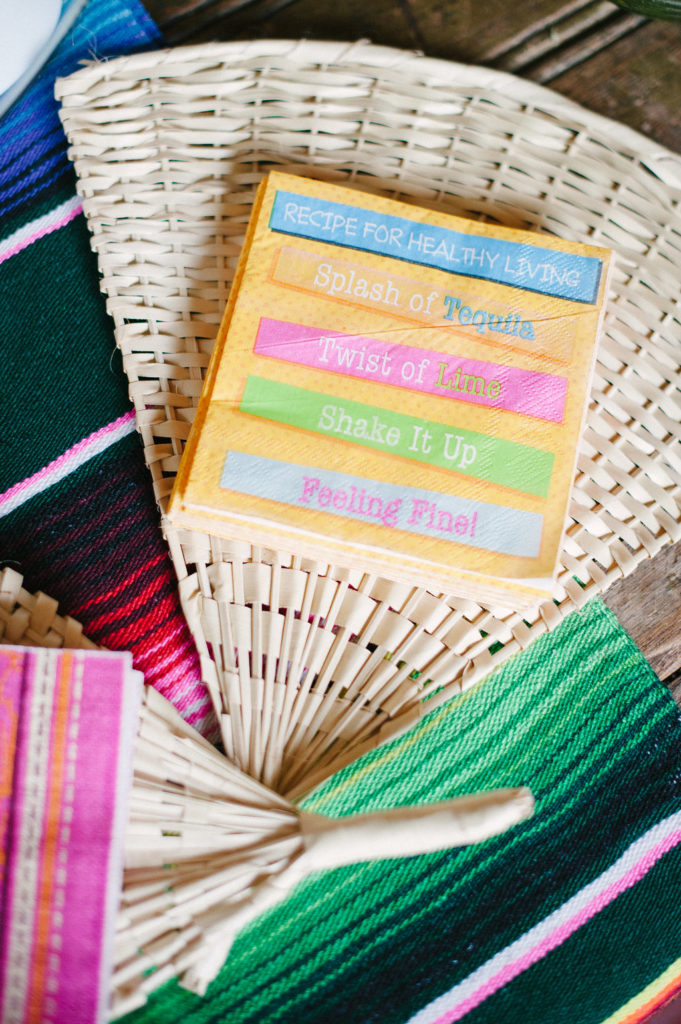 RECIPE FOR HEALTHY LIVING
Splash of Tequila
Twist of Lime
Shake It Up
Feeling Fine!